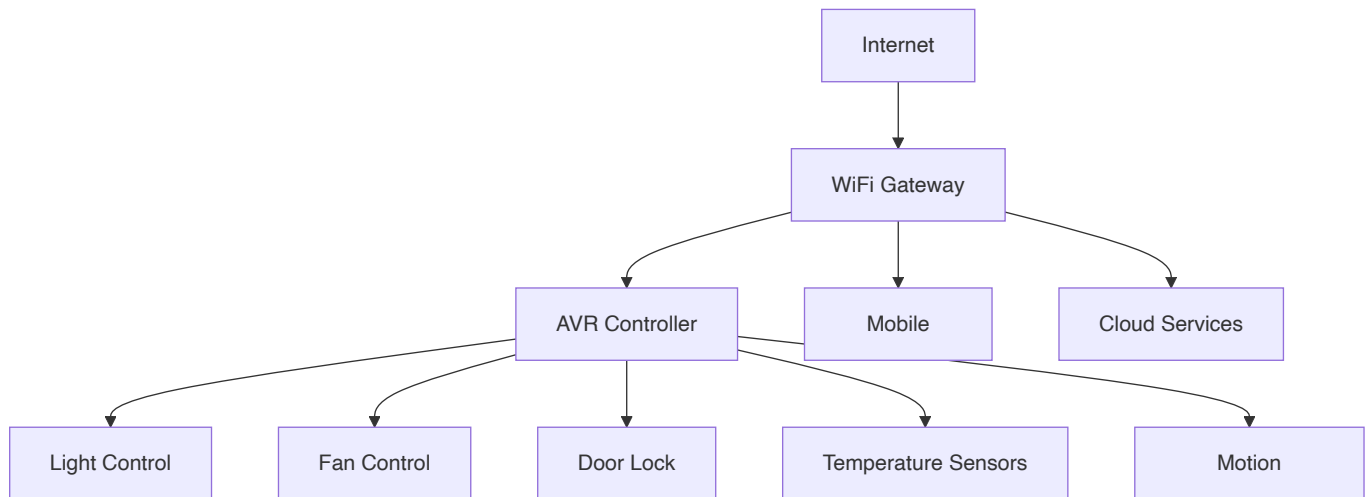 Internet
WiFi Gateway
AVR Controller
Mobile
Cloud Services
Light Control
Fan Control
Door Lock
Temperature Sensors
Motion